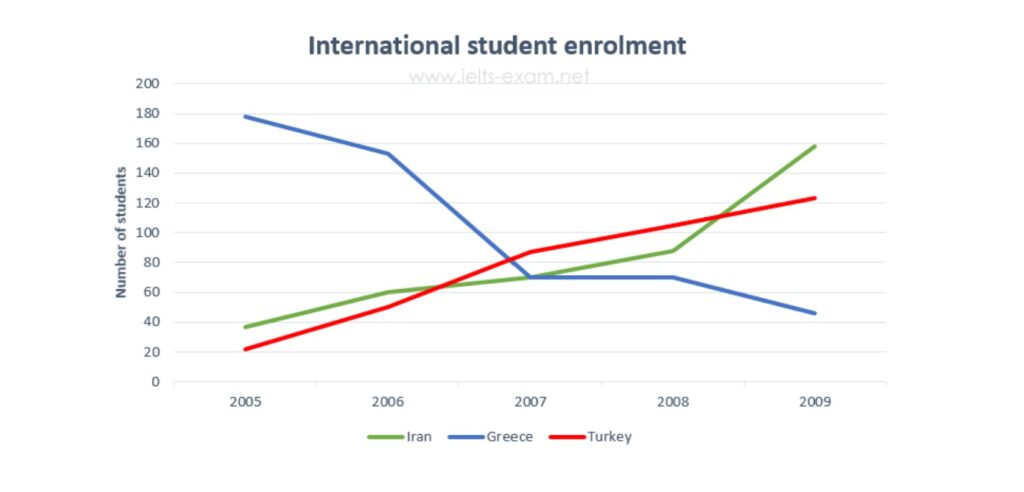 International student enrolment
www.ielts-exam.net
Number of students
200
180
160
140
120
100
80
60
40
20
0
2005 2006 2007 2008 2009
Iran Greece Turkey